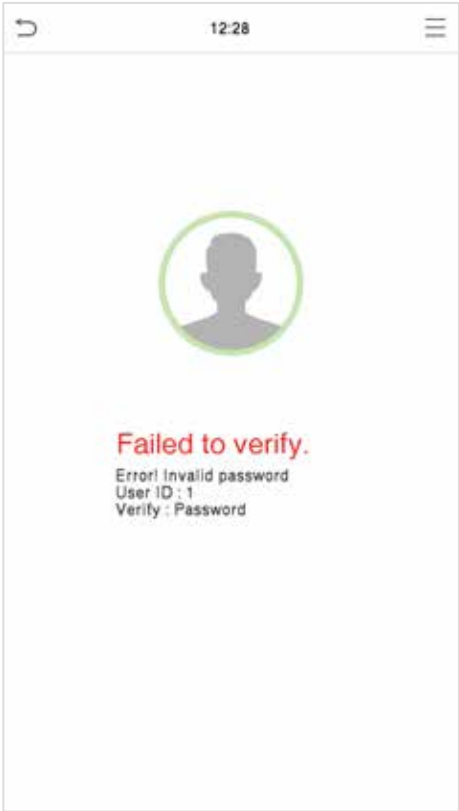 12:28
Failed to verify.
Error! Invalid password
User ID : 1
Verify : Password